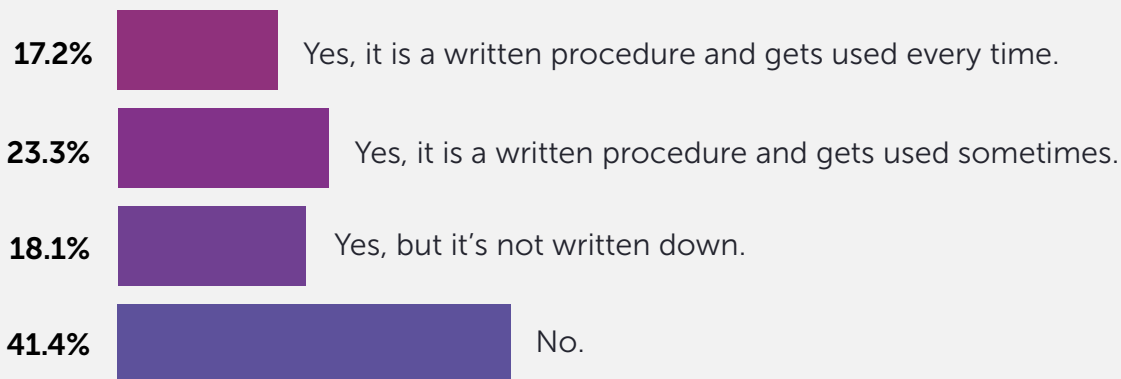 17.2% Yes, it is a written procedure and gets used every time.
23.3% Yes, it is a written procedure and gets used sometimes.
18.1% Yes, but it’s not written down.
41.4% No.